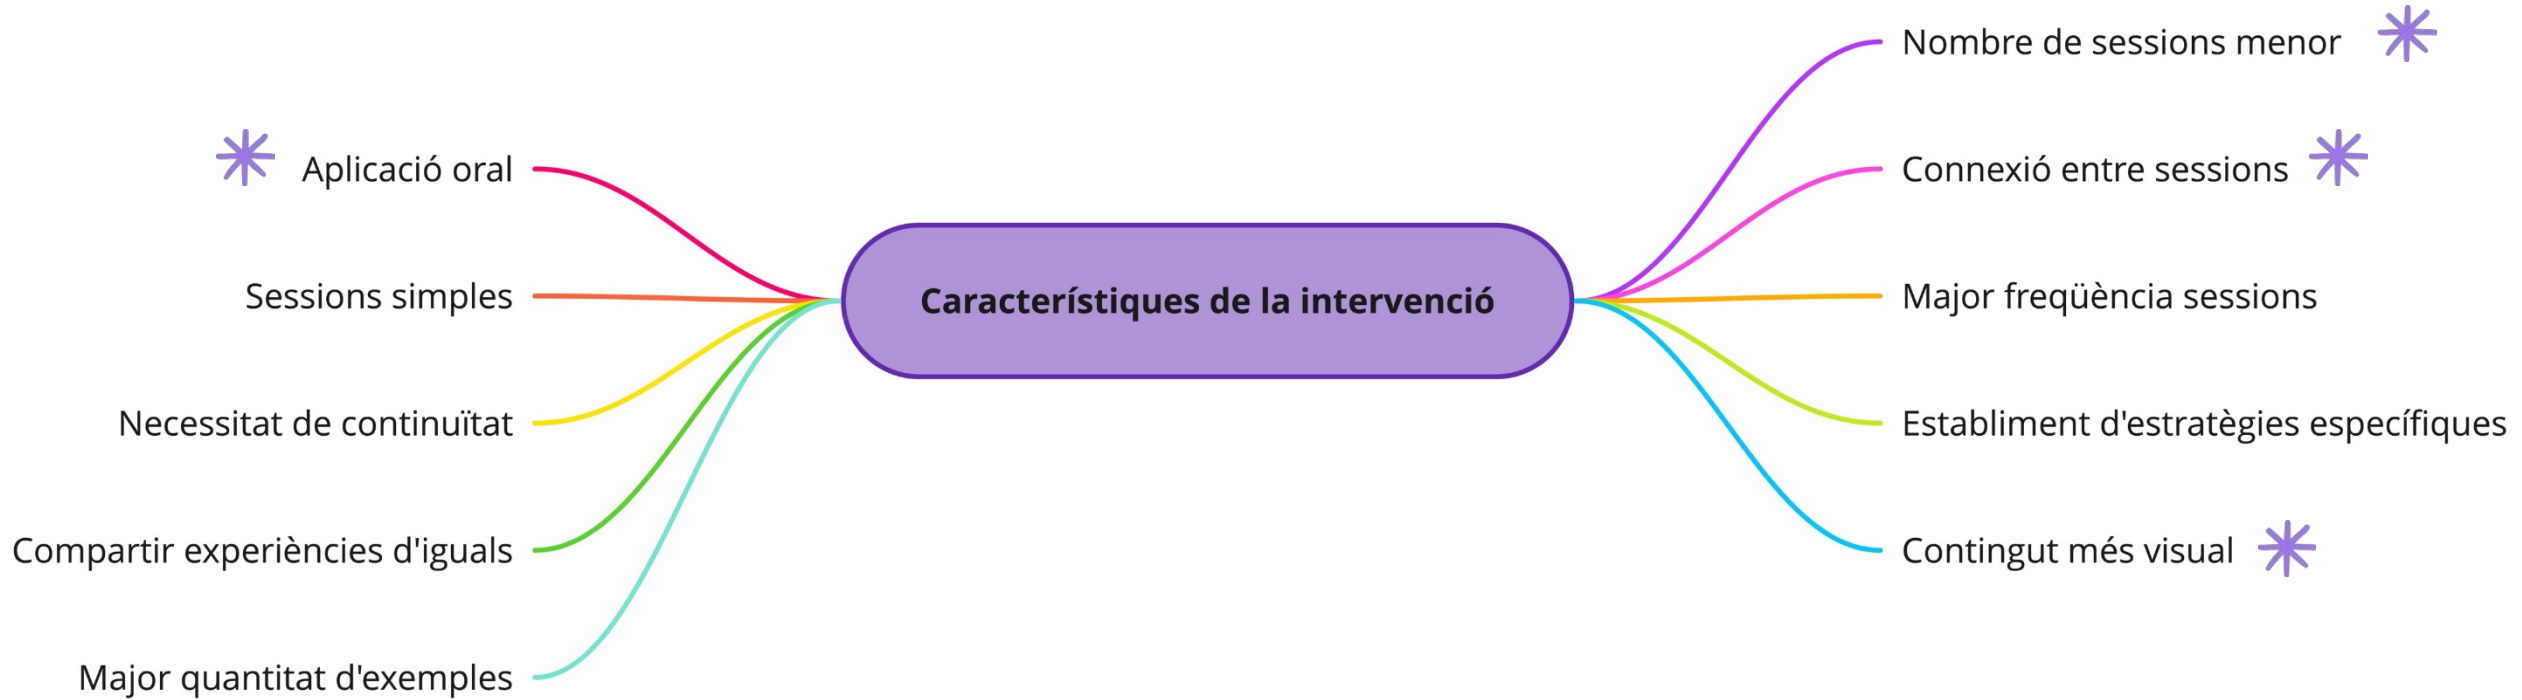 Nombre de sessions menor
Aplicació oral
Connexió entre sessions
Sessions simples
Característiques de la intervenció
Major freqüència sessions
Necessitat de continuïtat
Establiment d'estratègies específiques
Compartir experiències d'iguals
Contingut més visual
Major quantitat d'exemples